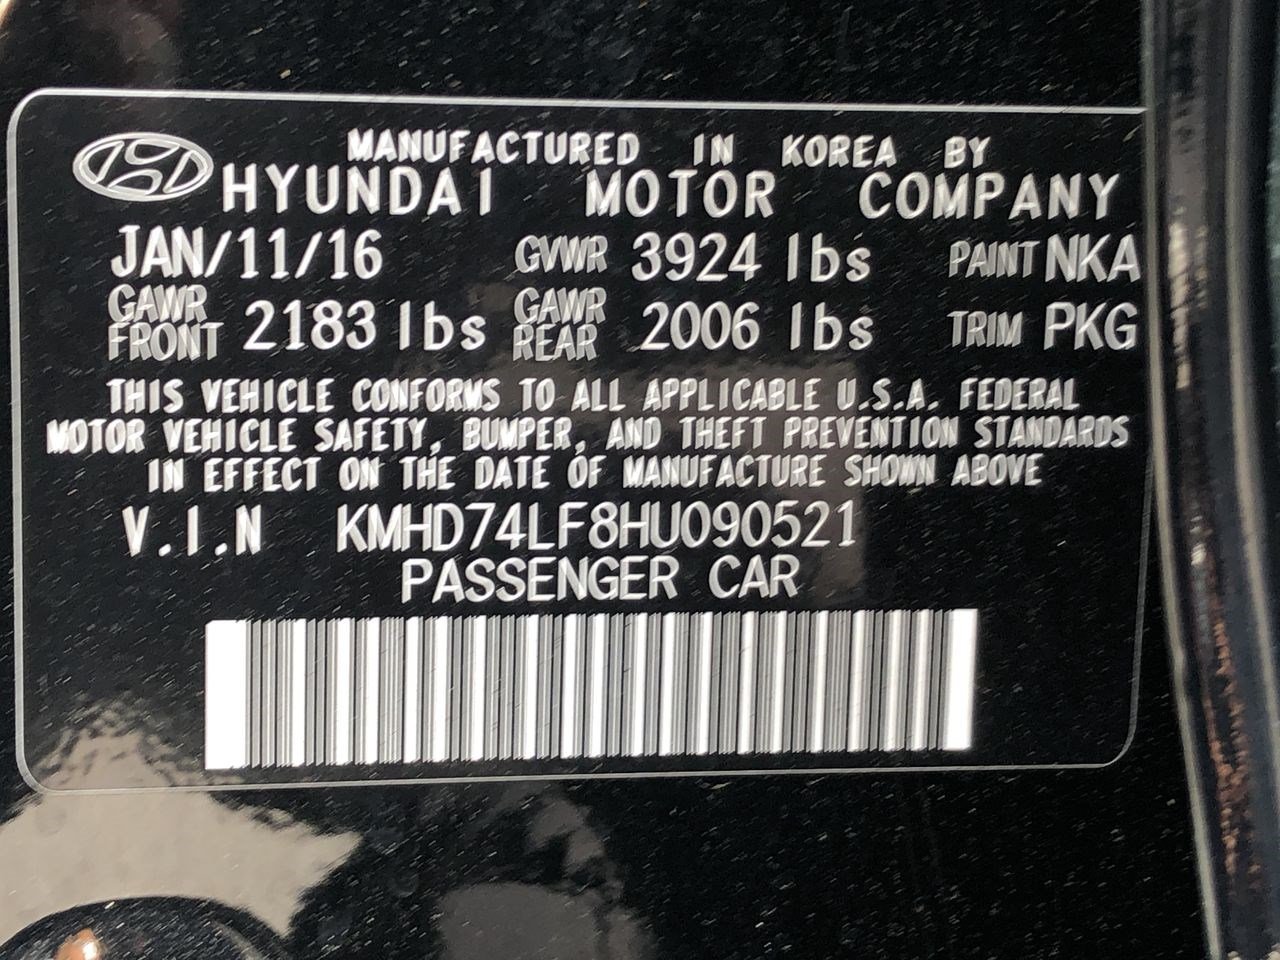 MANUFACTURED IN KOREA BY
HYUNDAI MOTOR COMPANY
JAN/11/16 GVWR 3924 lbs PAINT NKA
GAWR FRONT 2183 lbs GAWR REAR 2006 lbs TRIM PKG
THIS VEHICLE CONFORMS TO ALL APPLICABLE U.S.A. FEDERAL
MOTOR VEHICLE SAFETY, BUMPER, AND THEFT PREVENTION STANDARDS
IN EFFECT ON THE DATE OF MANUFACTURE SHOWN ABOVE
V.I.N KMHD74LF8HU090521
PASSENGER CAR